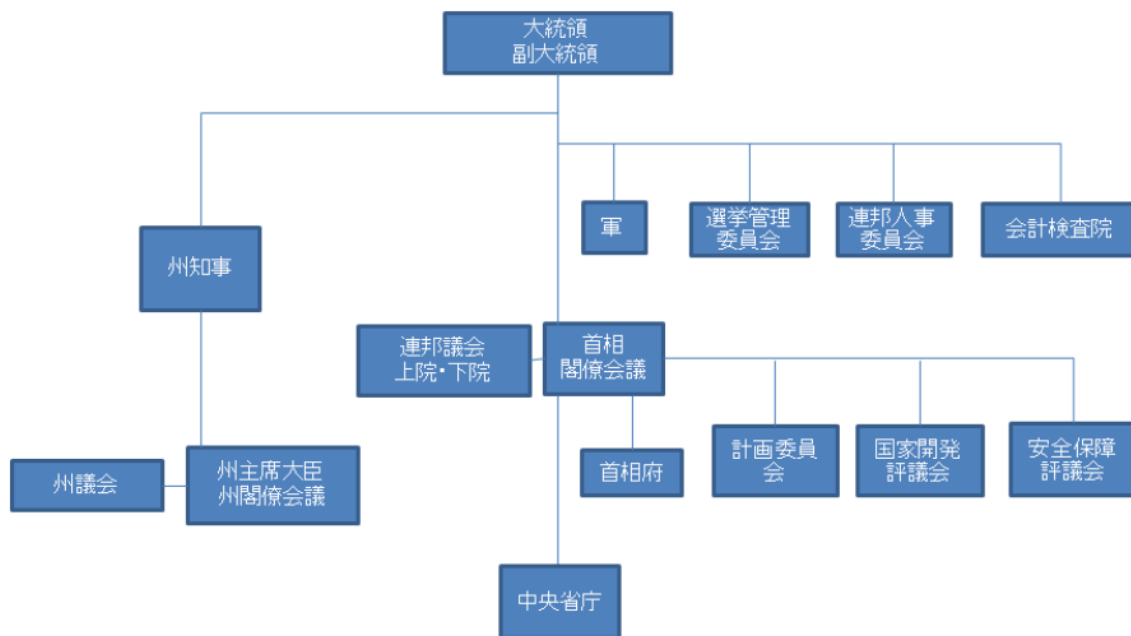 大統領
副大統領
軍
選挙管理
委員会
連邦人事
委員会
会計検査院
州知事
連邦議会
上院・下院
首相
閣僚会議
首相府
計画委員
会
国家開発
評議会
安全保障
評議会
州議会
州主席大臣
州閣僚会議
中央省庁